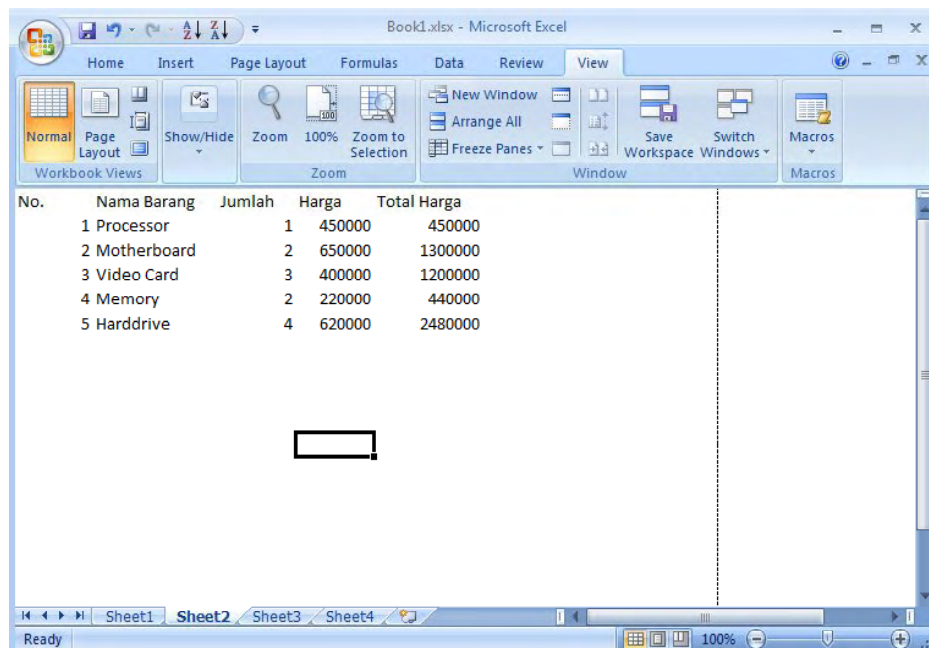 Book1.xlsx - Microsoft Excel
Home Insert Page Layout Formulas Data Review View
Normal
Page Layout
Show/Hide
Zoom
100%
Zoom to Selection
New Window
Arrange All
Freeze Panes
Save Workspace
Switch Windows
Macros
Workbook Views Zoom Window Macros
No. Nama Barang Jumlah Harga Total Harga
1 Processor 1 450000 450000
2 Motherboard 2 650000 1300000
3 Video Card 3 400000 1200000
4 Memory 2 220000 440000
5 Harddrive 4 620000 2480000
Sheet1 Sheet2 Sheet3 Sheet4
Ready 100%